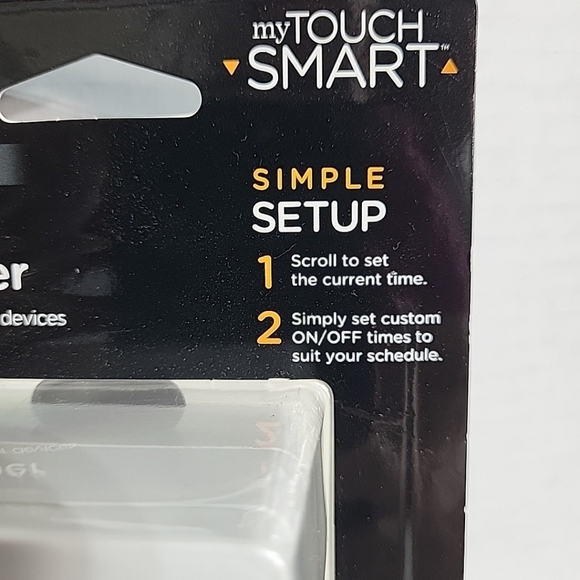 myTOUCH
SMART™
SIMPLE
SETUP
1 Scroll to set
the current time.
er
devices
2 Simply set custom
ON/OFF times to
suit your schedule.